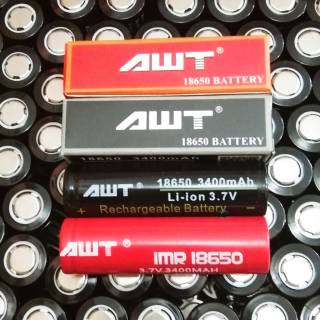 AWT®
18650 BATTERY
AWT®
18650 BATTERY
18650 3400mAh
AWT 18650 3400mAh
Li-ion 3.7V
+ Rechargeable Battery -
AWT IMR 18650
3.7V 3400MAH